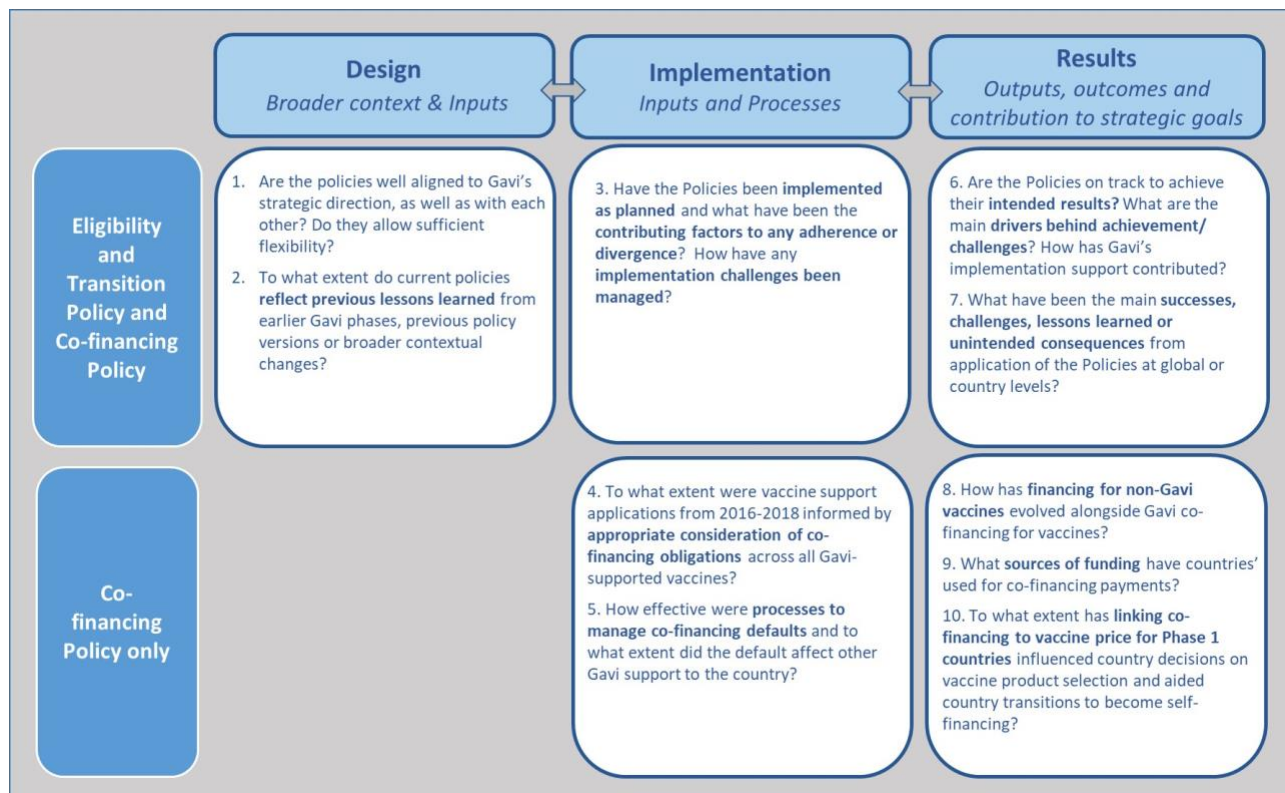 Design
Broader context & Inputs
Implementation
Inputs and Processes
Results
Outputs, outcomes and
contribution to strategic goals
Eligibility
and
Transition
Policy and
Co-financing
Policy
1. Are the policies well aligned to Gavi's
strategic direction, as well as with each
other? Do they allow sufficient
flexibility?
2. To what extent do current policies
reflect previous lessons learned from
earlier Gavi phases, previous policy
versions or broader contextual
changes?
3. Have the Policies been implemented
as planned and what have been the
contributing factors to any adherence or
divergence? How have any
implementation challenges been
managed?
6. Are the Policies on track to achieve
their intended results? What are the
main drivers behind achievement/
challenges? How has Gavi's
implementation support contributed?
7. What have been the main successes,
challenges, lessons learned or
unintended consequences from
application of the Policies at global or
country levels?
Co-
financing
Policy only
4. To what extent were vaccine support
applications from 2016-2018 informed by
appropriate consideration of co-
financing obligations across all Gavi-
supported vaccines?
5. How effective were processes to
manage co-financing defaults and to
what extent did the default affect other
Gavi support to the country?
8. How has financing for non-Gavi
vaccines evolved alongside Gavi co-
financing for vaccines?
9. What sources of funding have countries'
used for co-financing payments?
10. To what extent has linking co-
financing to vaccine price for Phase 1
countries influenced country decisions on
vaccine product selection and aided
country transitions to become self-
financing?